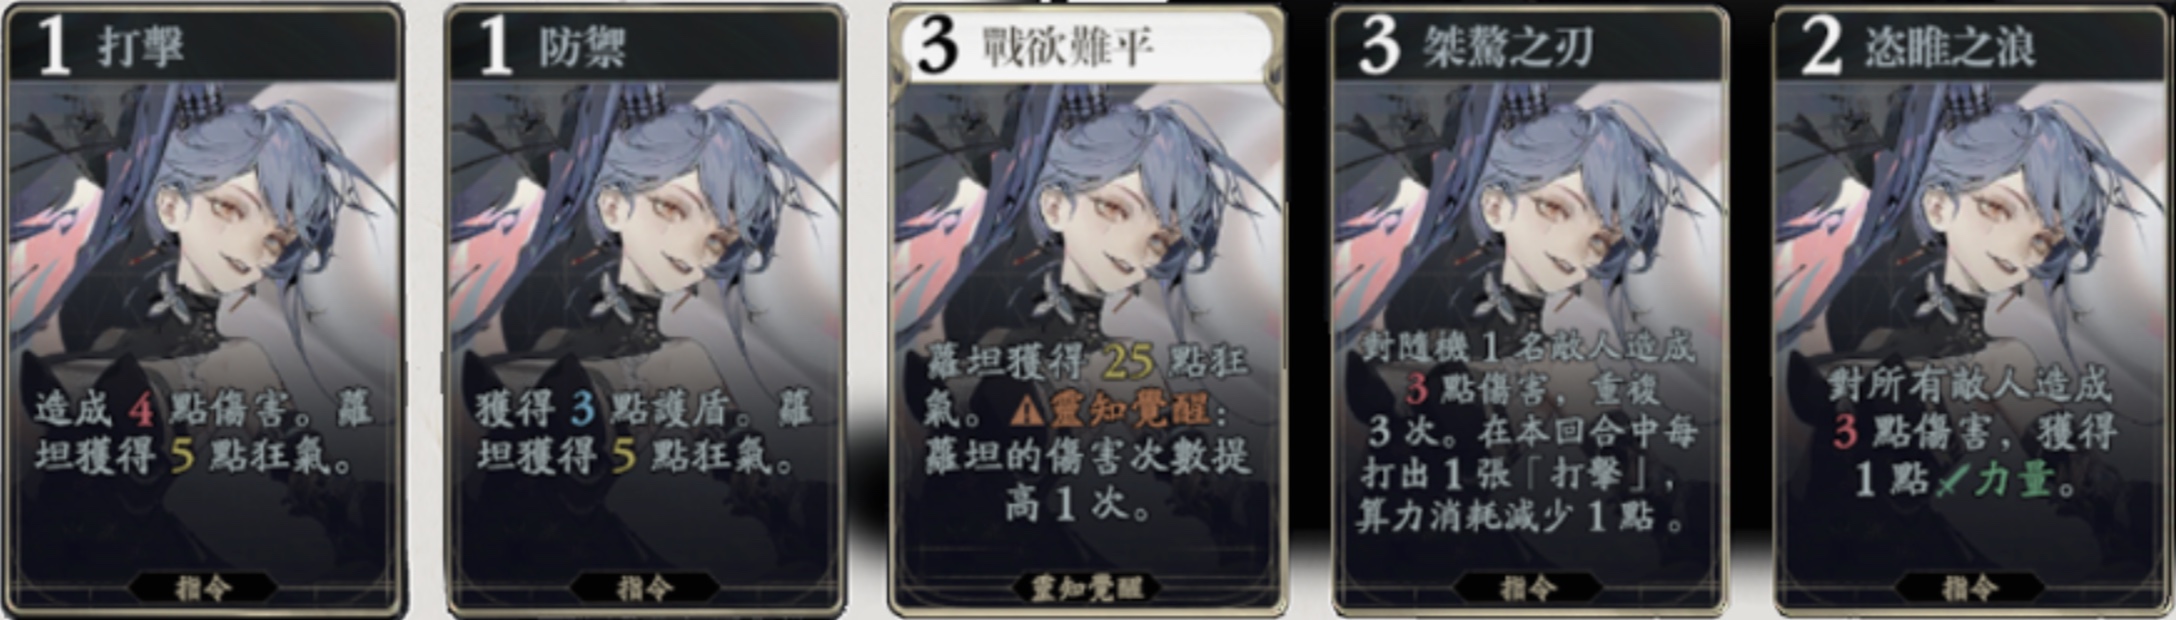 1 打擊
造成 4 點傷害。蘿
坦獲得 5 點狂氣。
指令
1 防禦
獲得 3 點護盾。蘿
坦獲得 5 點狂氣。
指令
3 戰欲難平
蘿坦獲得 25 點狂
氣。靈知覺醒:
蘿坦的傷害次數提
高 1 次。
靈知覺醒
3 桀驁之刃
對隨機 1 名敵人造成
3 點傷害，重複
3 次。在本回合中每
打出 1 張「打擊」，
算力消耗減少 1 點。
指令
2 恣睢之浪
對所有敵人造成
3 點傷害，獲得
1 點力量。
指令